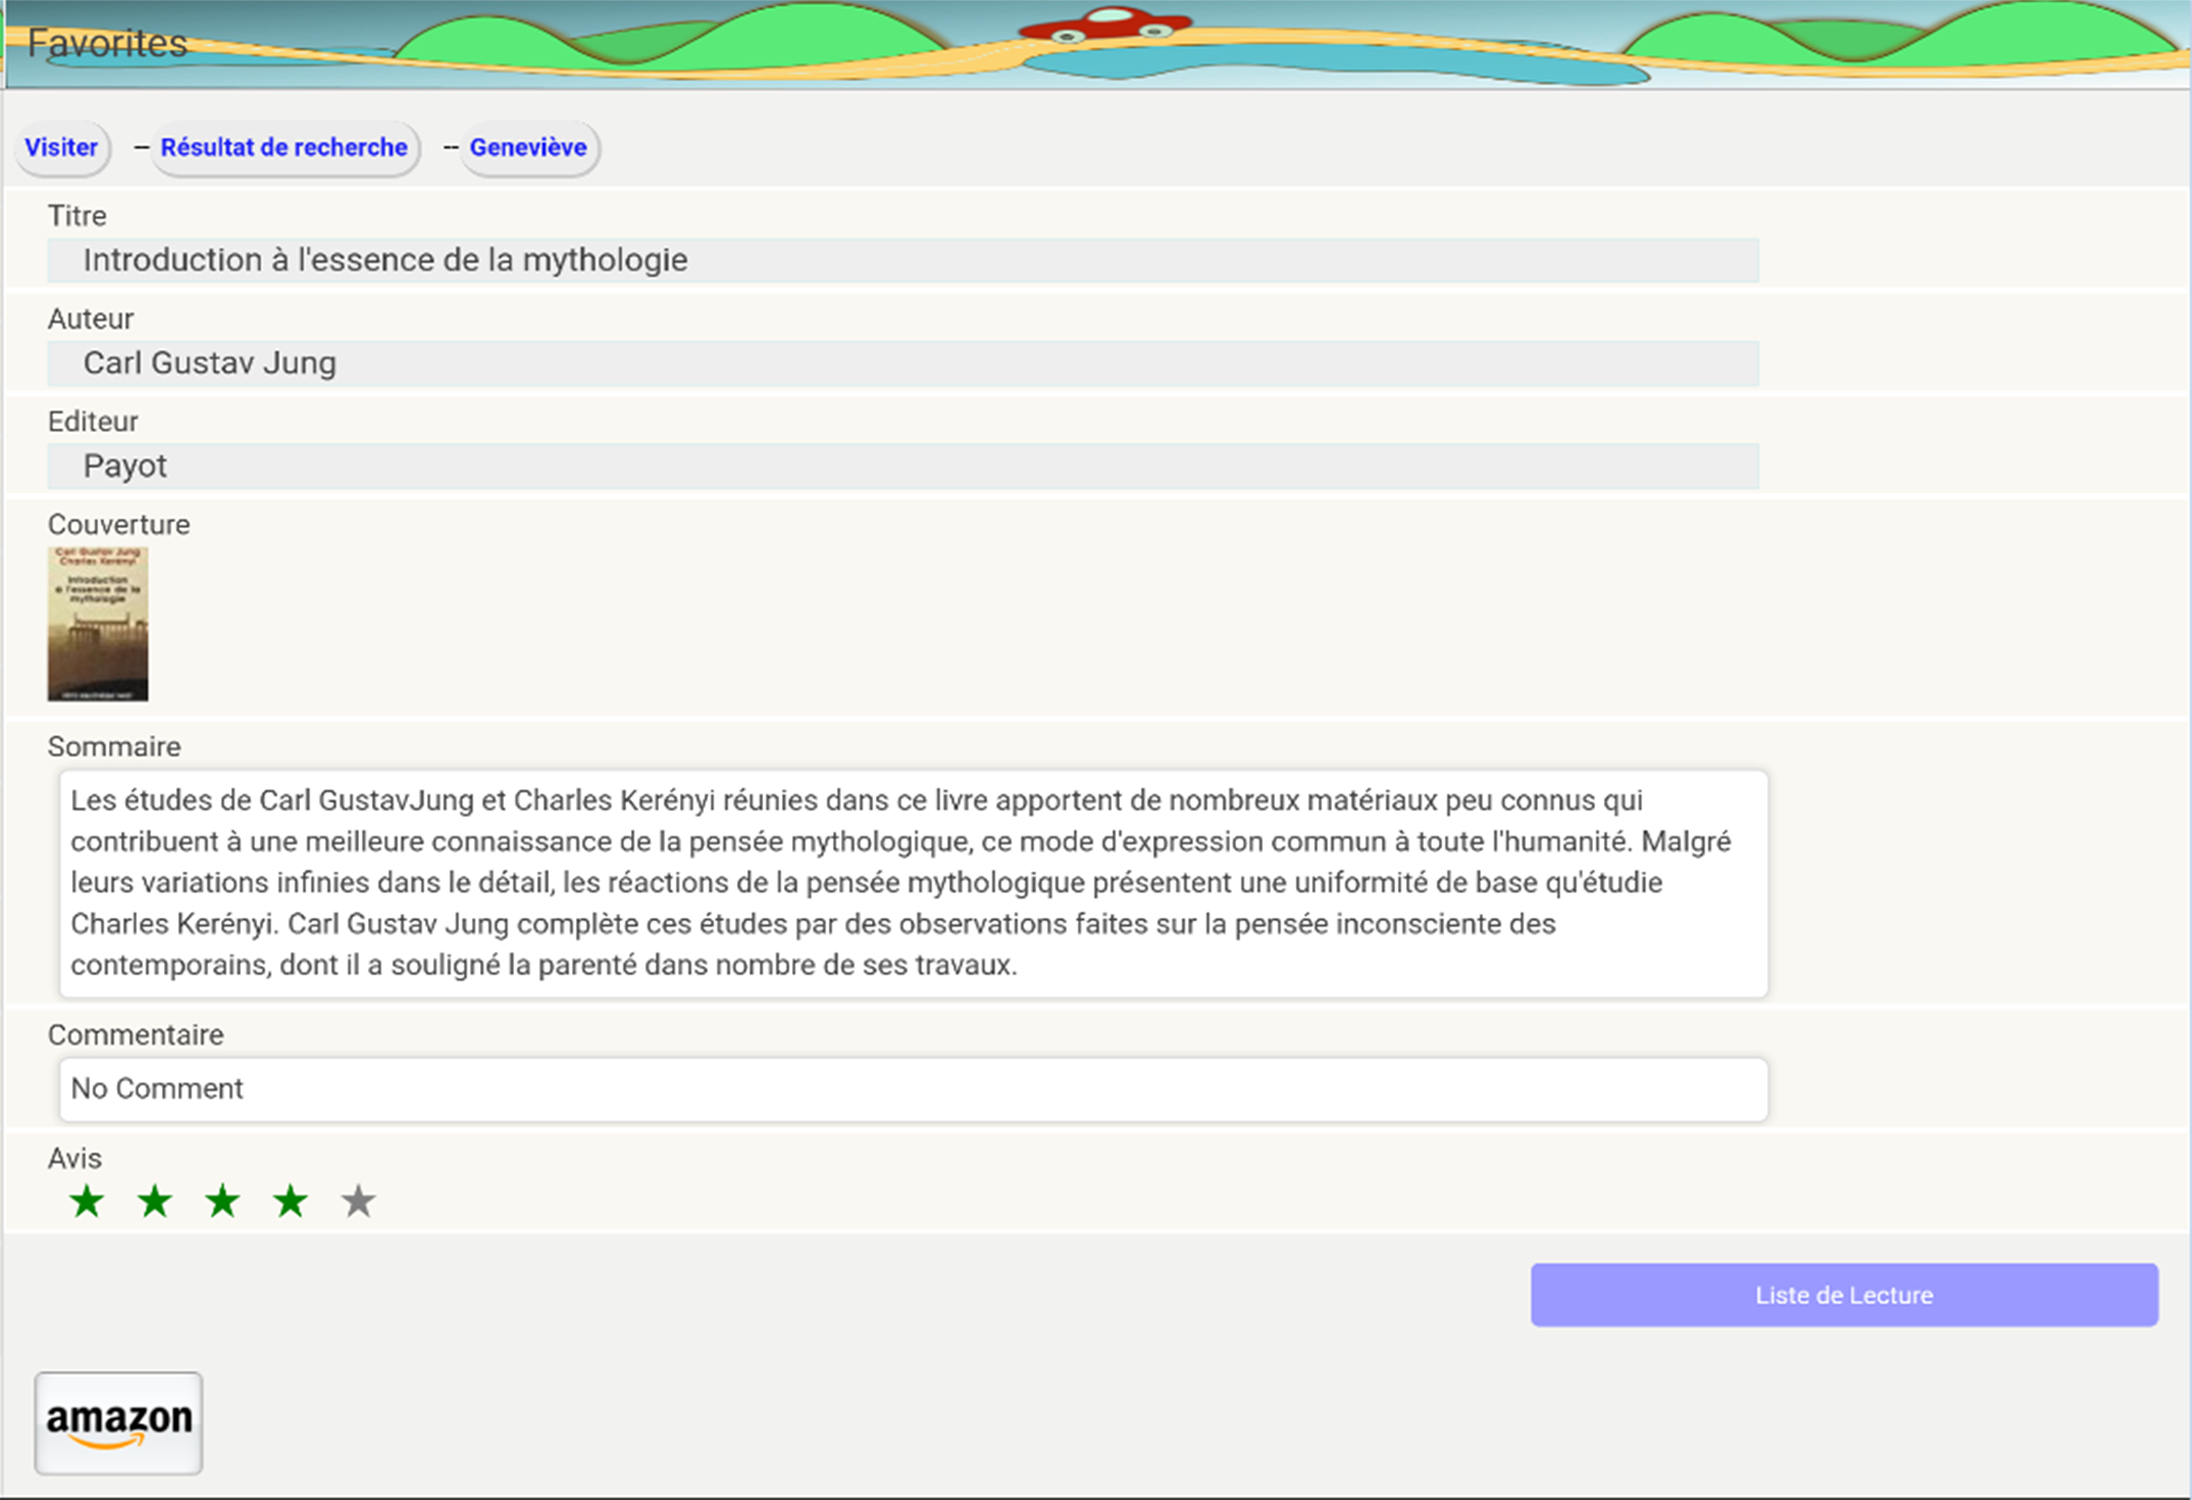 Favorites
Visiter -- Résultat de recherche -- Geneviève
Titre
Introduction à l'essence de la mythologie
Auteur
Carl Gustav Jung
Editeur
Payot
Couverture
Carl Gustav Jung
Charles Kerényi
Introduction
à l'essence de la
mythologie
Sommaire
Les études de Carl GustavJung et Charles Kerényi réunies dans ce livre apportent de nombreux matériaux peu connus qui
contribuent à une meilleure connaissance de la pensée mythologique, ce mode d'expression commun à toute l'humanité. Malgré
leurs variations infinies dans le détail, les réactions de la pensée mythologique présentent une uniformité de base qu'étudie
Charles Kerényi. Carl Gustav Jung complète ces études par des observations faites sur la pensée inconsciente des
contemporains, dont il a souligné la parenté dans nombre de ses travaux.
Commentaire
No Comment
Avis
Liste de Lecture
amazon